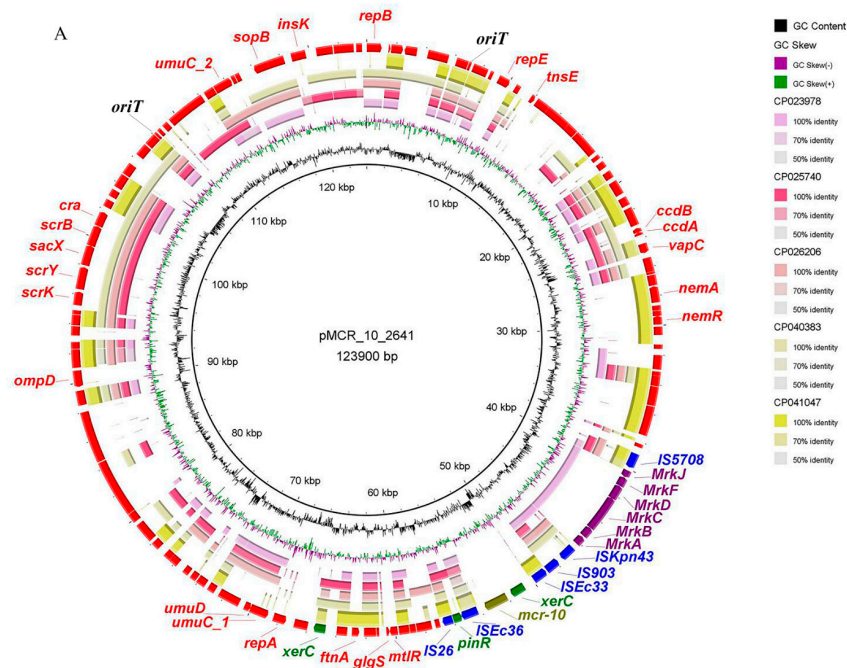 A
repB
insK
sopB
umuC_2
oriT
oriT
repE
tnsE
cra
scrB
sacX
scrY
scrK
ompD
ccdB
ccdA
vapC
nemA
nemR
IS5708
MrkJ
MrkF
MrkD
MrkC
MrkB
MrkA
ISKpn43
IS903
ISEc33
xerC
mcr-10
ISEc36
pinR
IS26
mtlR
glgS
ftnA
xerC
repA
umuC_1
umuD
10 kbp
20 kbp
30 kbp
40 kbp
50 kbp
60 kbp
70 kbp
80 kbp
90 kbp
100 kbp
110 kbp
120 kbp
pMCR_10_2641
123900 bp
GC Content
GC Skew
GC Skew(-)
GC Skew(+)
CP023978
100% identity
70% identity
50% identity
CP025740
100% identity
70% identity
50% identity
CP026206
100% identity
70% identity
50% identity
CP040383
100% identity
70% identity
50% identity
CP041047
100% identity
70% identity
50% identity